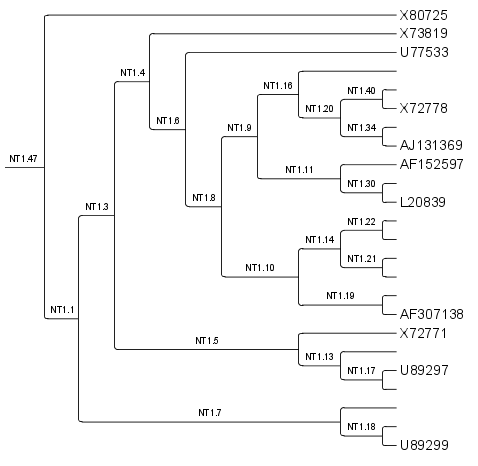 X80725
X73819
U77533
NT1.4
NT1.16
NT1.40
NT1.20
X72778
NT1.6
NT1.9
NT1.34
AJ131369
NT1.47
AF152597
NT1.11
NT1.30
NT1.8
L20839
NT1.3
NT1.22
NT1.14
NT1.21
NT1.10
NT1.19
NT1.1
AF307138
X72771
NT1.5
NT1.13
NT1.17
U89297
NT1.7
NT1.18
U89299